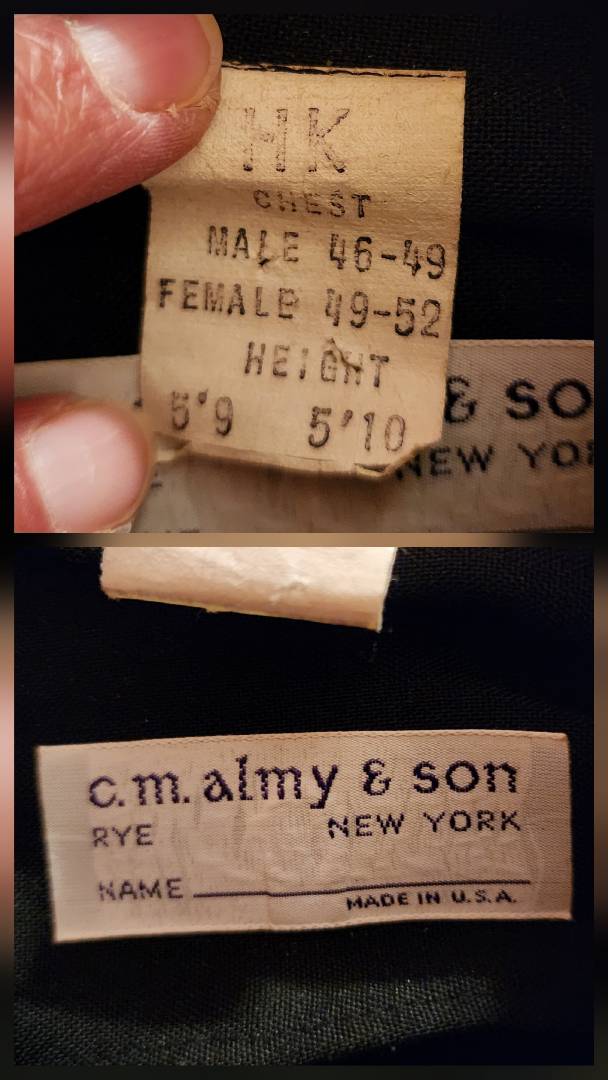 HK
CHEST
MALE 46-49
FEMALE 49-52
HEIGHT
5'9 5'10
& SO
NEW YO
c.m. almy & son
RYE NEW YORK
NAME
MADE IN U.S.A.